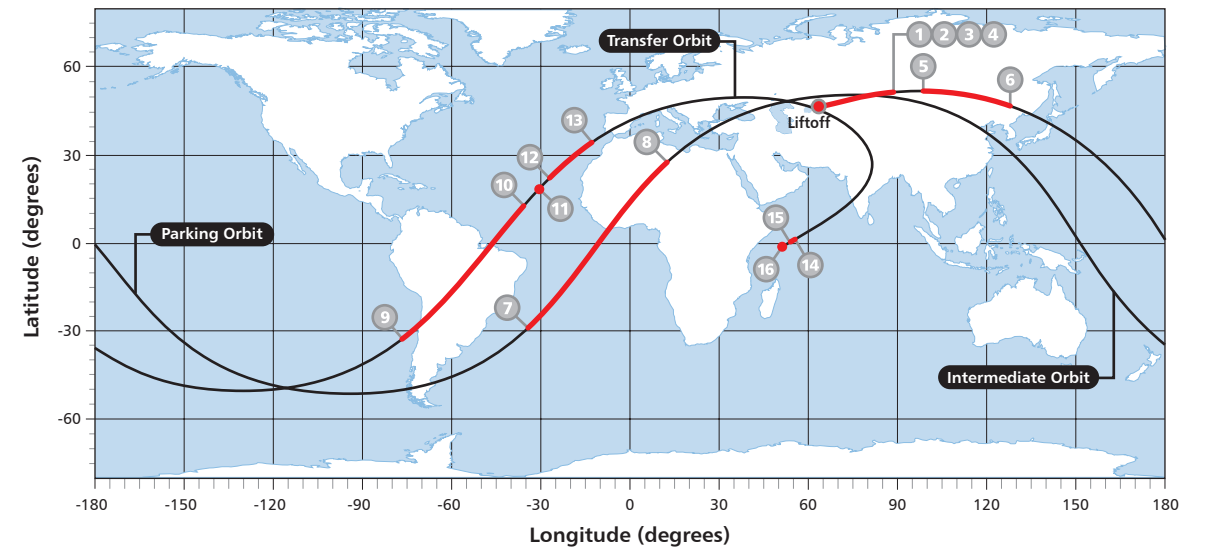 Transfer Orbit
1 2 3 4
5
6
60
Liftoff
13
8
12
30
10
11
15
Parking Orbit
0
14
16
9
7
-30
Intermediate Orbit
-60
-180 -150 -120 -90 -60 -30 0 30 60 90 120 150 180
Longitude (degrees)
Latitude (degrees)